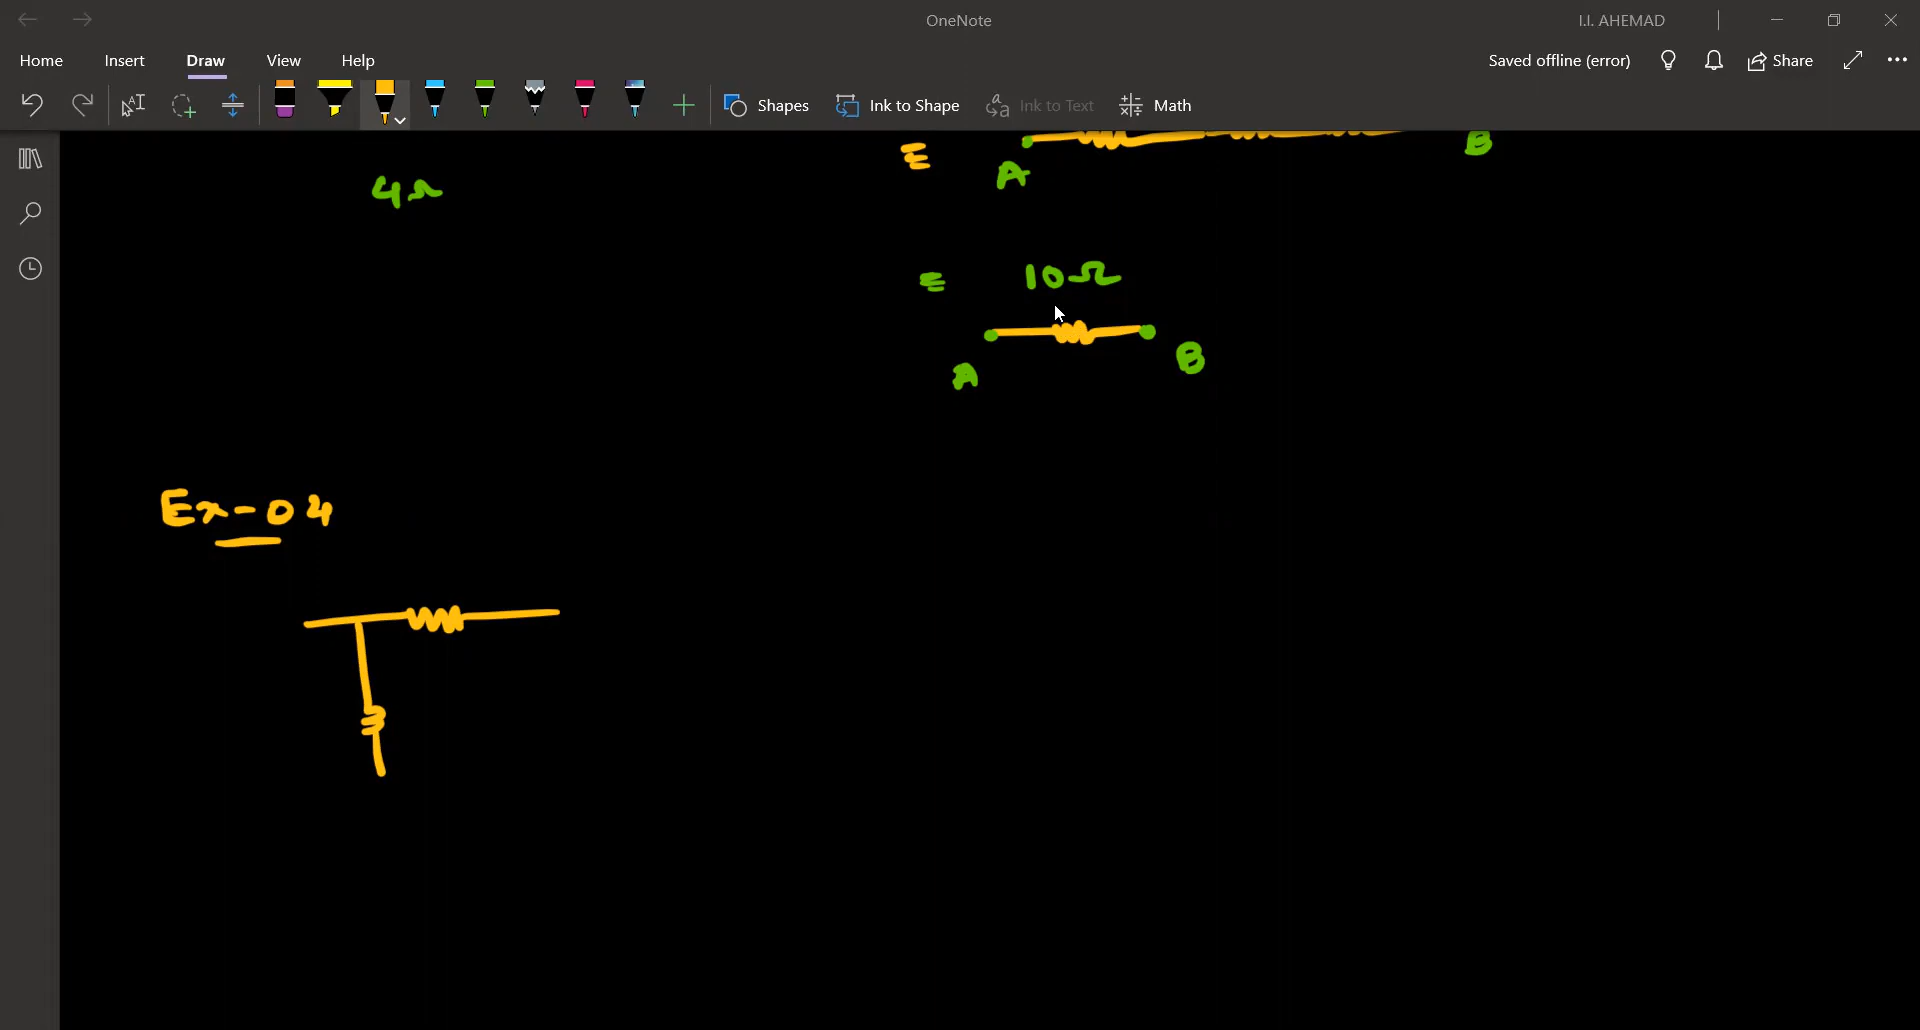 OneNote
I.I. AHEMAD
Home Insert Draw View Help
Saved offline (error) Share
Shapes Ink to Shape Ink to Text Math
A B
4Ω
≡ 10Ω
A B
Ex-04